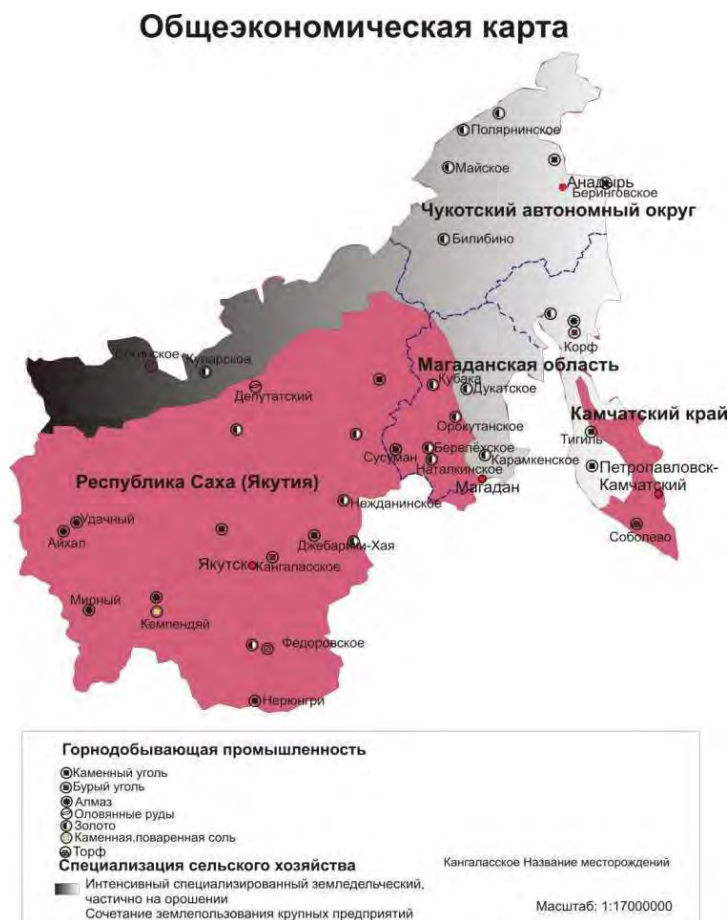 Общеэкономическая карта
Полярнинское
Майское
Анадырь
Беринговское
Чукотский автономный округ
Билибино
Куларское
Депутатский
Корф
Магаданская область
Кубака
Дукатское
Камчатский край
Орокутанское
Тигиль
Берелёхское
Сусуман
Карамкенское
Наталкинское
Петропавловск-
Камчатский
Республика Саха (Якутия)
Магадан
Нежданинское
Удачный
Соболево
Айхал
Джебарики-Хая
Якутск
Кангаласское
Мирный
Кемпендяй
Федоровское
Нерюнгри
Горнодобывающая промышленность
Каменный уголь
Бурый уголь
Алмаз
Оловянные руды
Золото
Каменная,поваренная соль
Торф
Специализация сельского хозяйства
Кангаласское Название месторождений
Интенсивный специализированный земледельческий,
частично на орошении
Сочетание землепользования крупных предприятий
Масштаб: 1:17000000